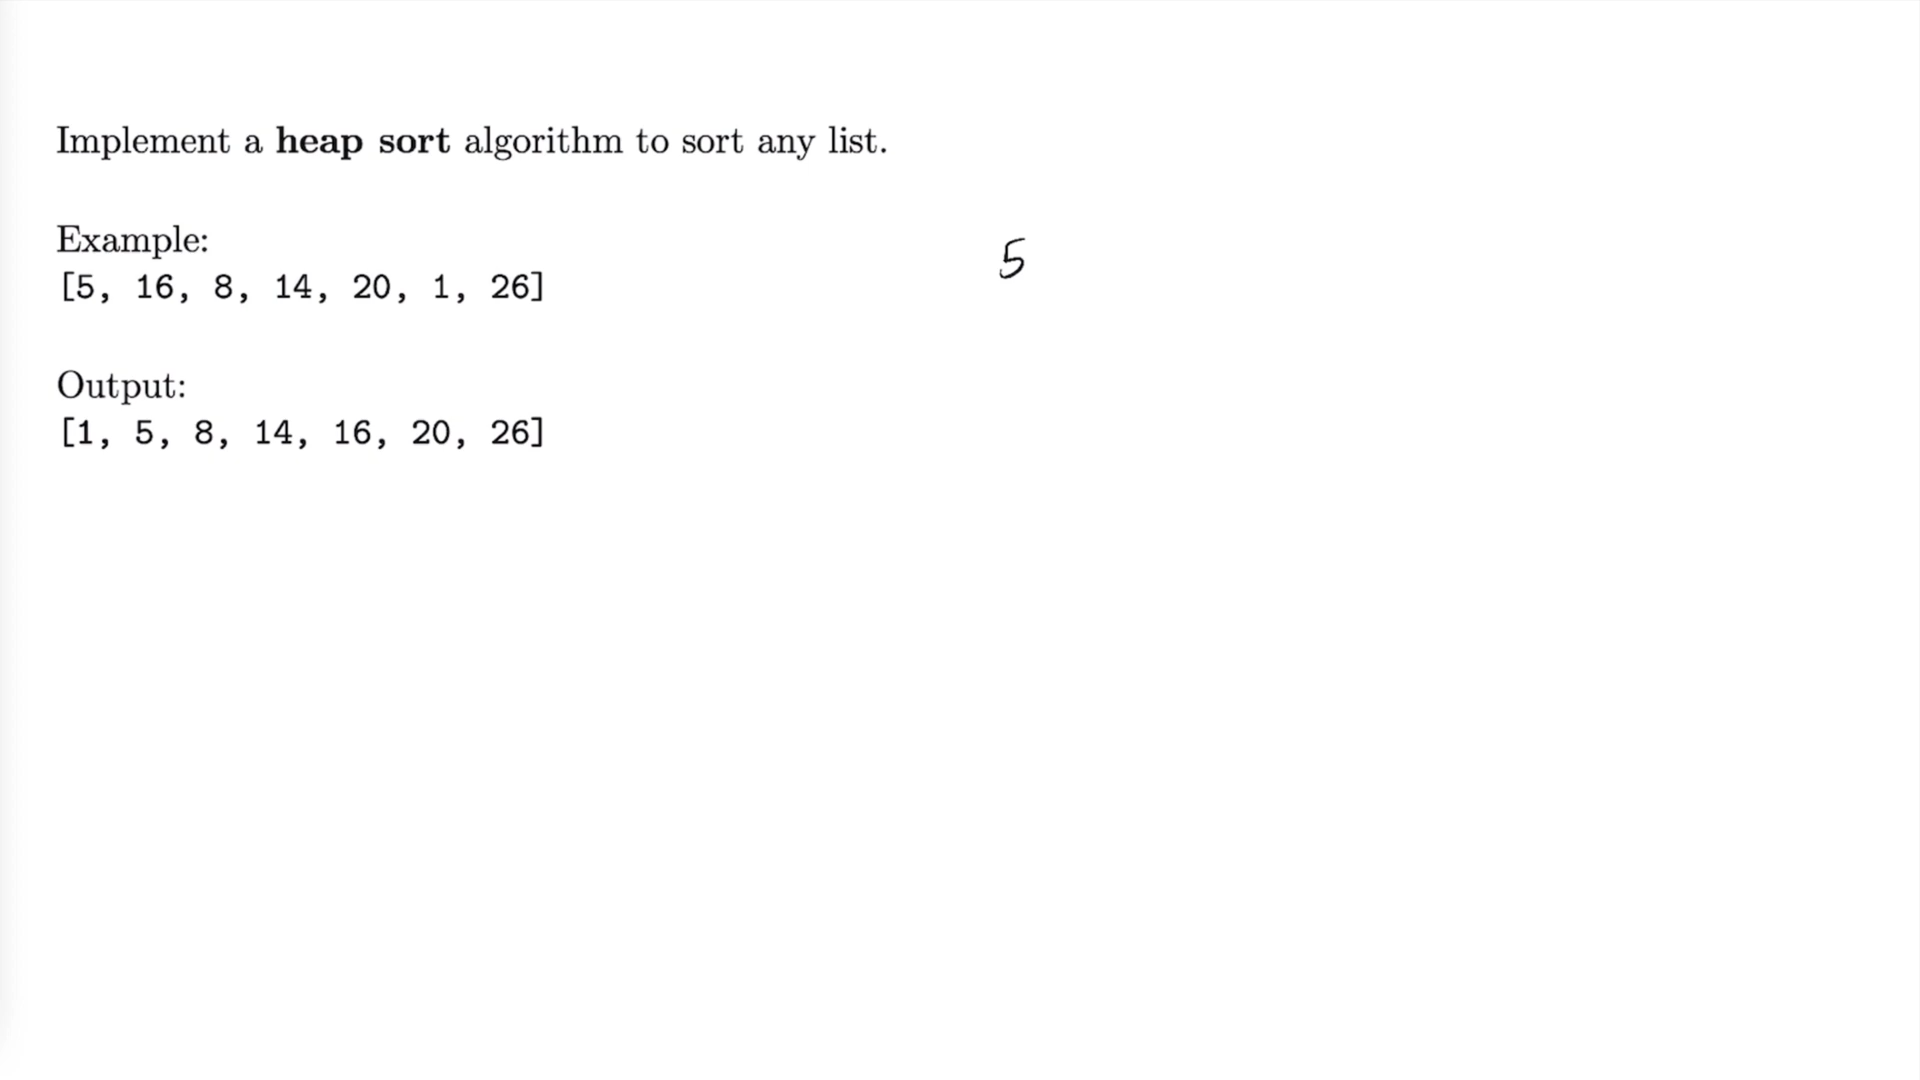 Implement a heap sort algorithm to sort any list.
Example:
[5, 16, 8, 14, 20, 1, 26]
5
Output:
[1, 5, 8, 14, 16, 20, 26]